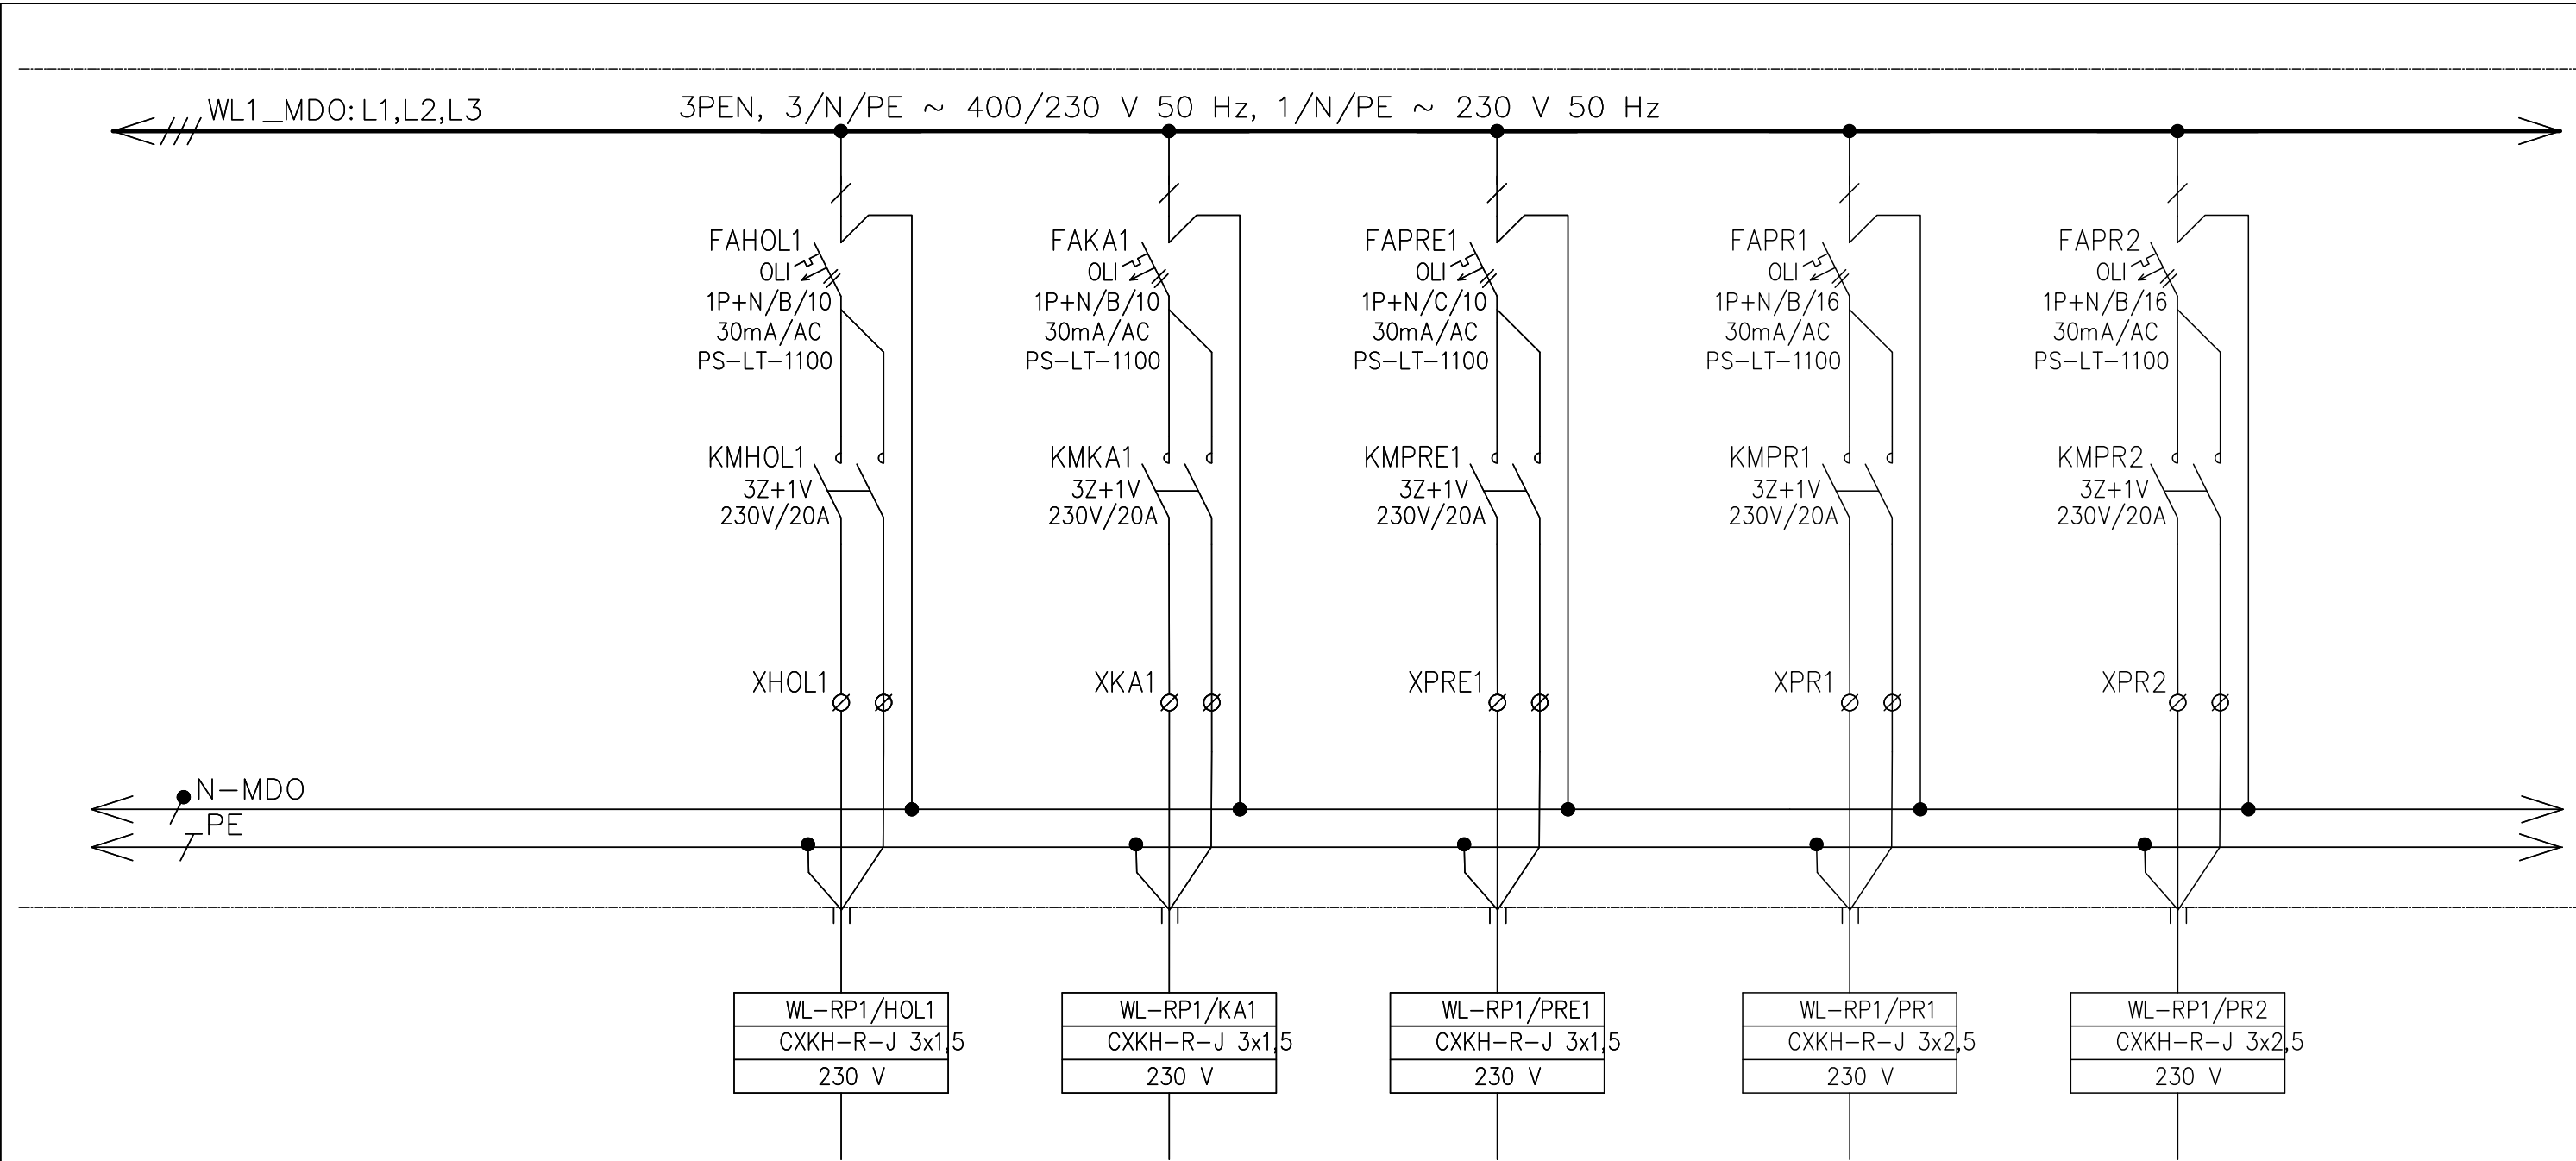 WL1_MDO: L1,L2,L3
3PEN, 3/N/PE ~ 400/230 V 50 Hz, 1/N/PE ~ 230 V 50 Hz
FAHOL1
OLI
1P+N/B/10
30mA/AC
PS-LT-1100
FAKA1
OLI
1P+N/B/10
30mA/AC
PS-LT-1100
FAPRE1
OLI
1P+N/C/10
30mA/AC
PS-LT-1100
FAPR1
OLI
1P+N/B/16
30mA/AC
PS-LT-1100
FAPR2
OLI
1P+N/B/16
30mA/AC
PS-LT-1100
KMHOL1
3Z+1V
230V/20A
KMKA1
3Z+1V
230V/20A
KMPRE1
3Z+1V
230V/20A
KMPR1
3Z+1V
230V/20A
KMPR2
3Z+1V
230V/20A
XHOL1
XKA1
XPRE1
XPR1
XPR2
N-MDO
PE
WL-RP1/HOL1
CXKH-R-J 3x1,5
230 V
WL-RP1/KA1
CXKH-R-J 3x1,5
230 V
WL-RP1/PRE1
CXKH-R-J 3x1,5
230 V
WL-RP1/PR1
CXKH-R-J 3x2,5
230 V
WL-RP1/PR2
CXKH-R-J 3x2,5
230 V